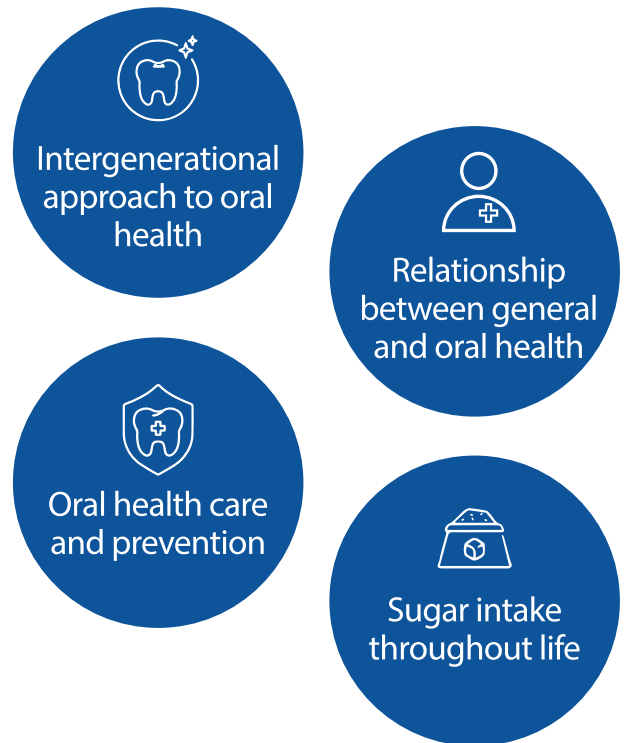 Intergenerational
approach to oral
health
Relationship
between general
and oral health
Oral health care
and prevention
Sugar intake
throughout life